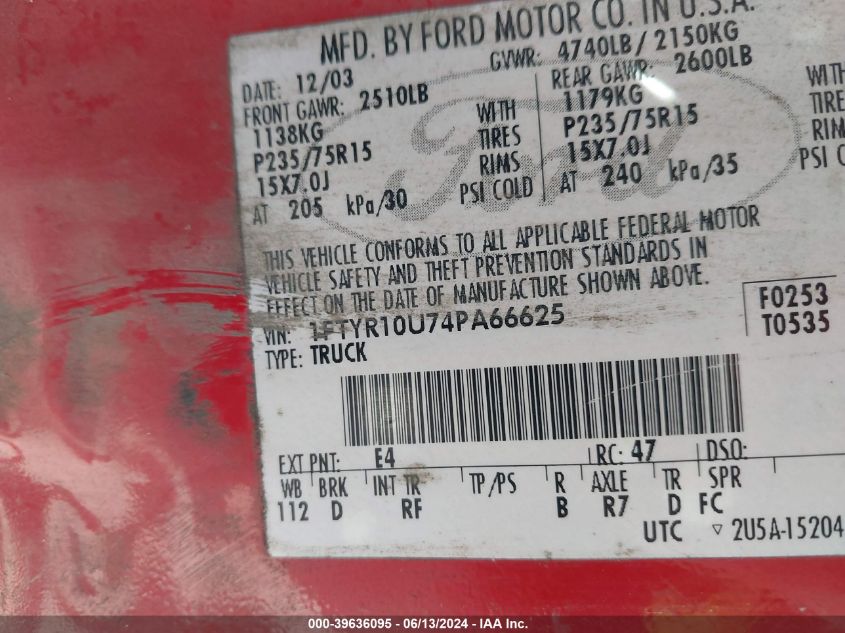 MFD. BY FORD MOTOR CO. IN U.S.A.
DATE: 12/03 GVWR: 4740LB / 2150KG
FRONT GAWR: 2510LB REAR GAWR: 2600LB
1138KG WITH 1179KG WITH
P235/75R15 TIRES P235/75R15 TIRE
15X7.0J RIMS 15X7.0J RIM
AT 205 kPa/30 PSI COLD AT 240 kPa/35 PSI C
Ford
THIS VEHICLE CONFORMS TO ALL APPLICABLE FEDERAL MOTOR
VEHICLE SAFETY AND THEFT PREVENTION STANDARDS IN
EFFECT ON THE DATE OF MANUFACTURE SHOWN ABOVE.
VIN: 1FTYR10U74PA66625 F0253
TYPE: TRUCK T0535
EXT PNT: E4 RC: 47 DSO:
WB BRK INT TR TP/PS R AXLE TR SPR
112 D RF B R7 D FC
UTC ▿ 2U5A-15204
000-39636095 - 06/13/2024 - IAA Inc.